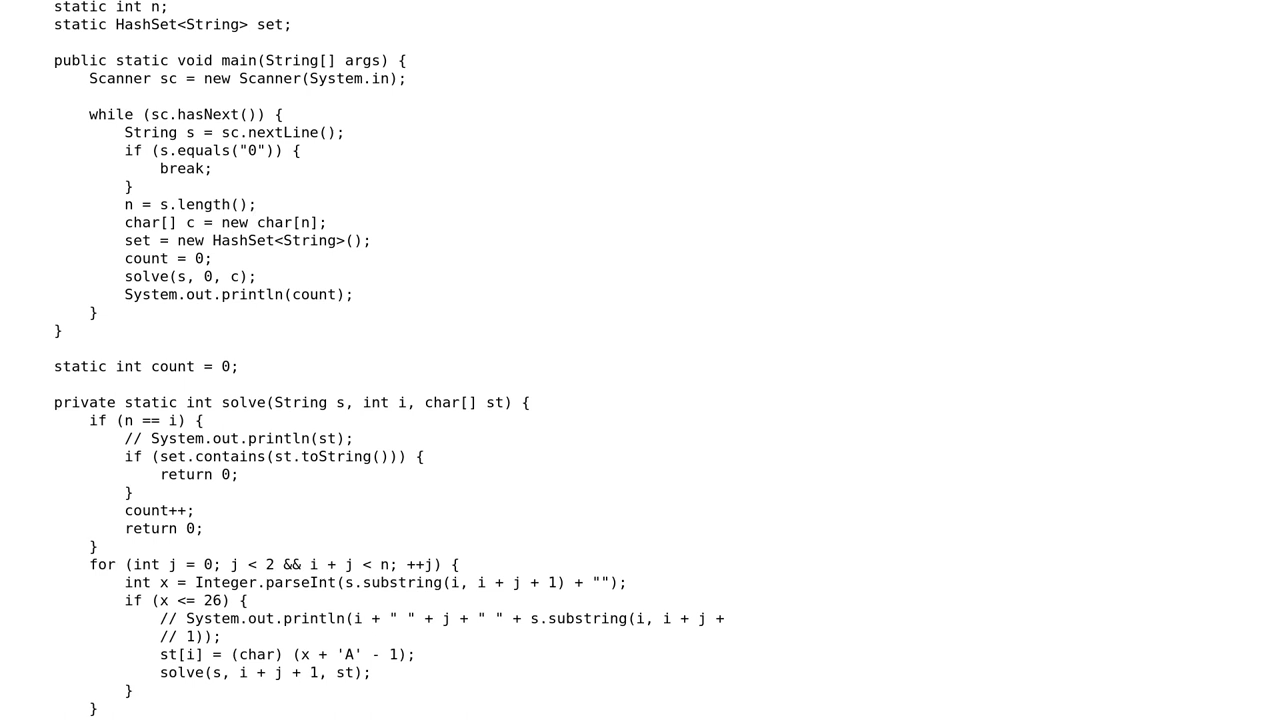 static int n;
static HashSet<String> set;

public static void main(String[] args) {
    Scanner sc = new Scanner(System.in);

    while (sc.hasNext()) {
        String s = sc.nextLine();
        if (s.equals("0")) {
            break;
        }
        n = s.length();
        char[] c = new char[n];
        set = new HashSet<String>();
        count = 0;
        solve(s, 0, c);
        System.out.println(count);
    }
}

static int count = 0;

private static int solve(String s, int i, char[] st) {
    if (n == i) {
        // System.out.println(st);
        if (set.contains(st.toString())) {
            return 0;
        }
        count++;
        return 0;
    }
    for (int j = 0; j < 2 && i + j < n; ++j) {
        int x = Integer.parseInt(s.substring(i, i + j + 1) + "");
        if (x <= 26) {
            // System.out.println(i + " " + j + " " + s.substring(i, i + j +
            // 1));
            st[i] = (char) (x + 'A' - 1);
            solve(s, i + j + 1, st);
        }
    }